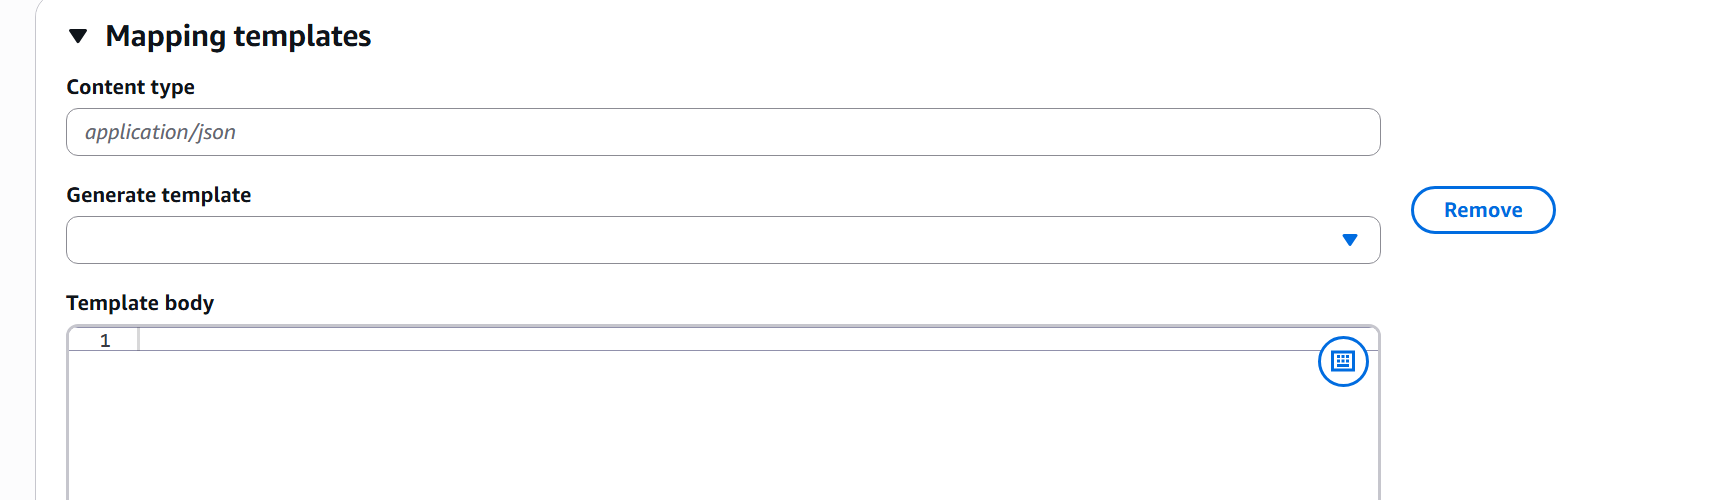 Mapping templates
Content type
application/json
Generate template
Remove
Template body
1